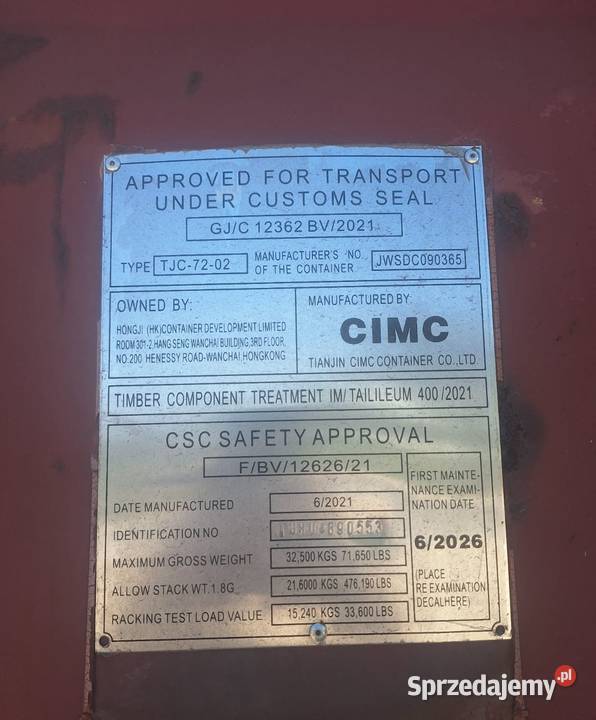 APPROVED FOR TRANSPORT
UNDER CUSTOMS SEAL
GJ/C 12362 BV/2021
TYPE TJC-72-02 MANUFACTURER'S NO. OF THE CONTAINER JWSDC090365
OWNED BY:
HONGJI (HK)CONTAINER DEVELOPMENT LIMITED
ROOM 301-2,HANG SENG WANCHAI BUILDING,3RD FLOOR,
NO.200 HENESSY ROAD-WANCHAI,HONGKONG
MANUFACTURED BY:
CIMC
TIANJIN CIMC CONTAINER CO.,LTD.
TIMBER COMPONENT TREATMENT IM/TAILILEUM 400/2021
CSC SAFETY APPROVAL
F/BV/12626/21
DATE MANUFACTURED 6/2021
IDENTIFICATION NO
MAXIMUM GROSS WEIGHT 32,500 KGS 71,650 LBS
ALLOW STACK WT.1.8G 21,6000 KGS 476,190 LBS
RACKING TEST LOAD VALUE 15,240 KGS 33,600 LBS
FIRST MAINTE-
NANCE EXAMI-
NATION DATE
6/2026
(PLACE
RE EXAMINATION
DECALHERE)
Sprzedajemy.pl